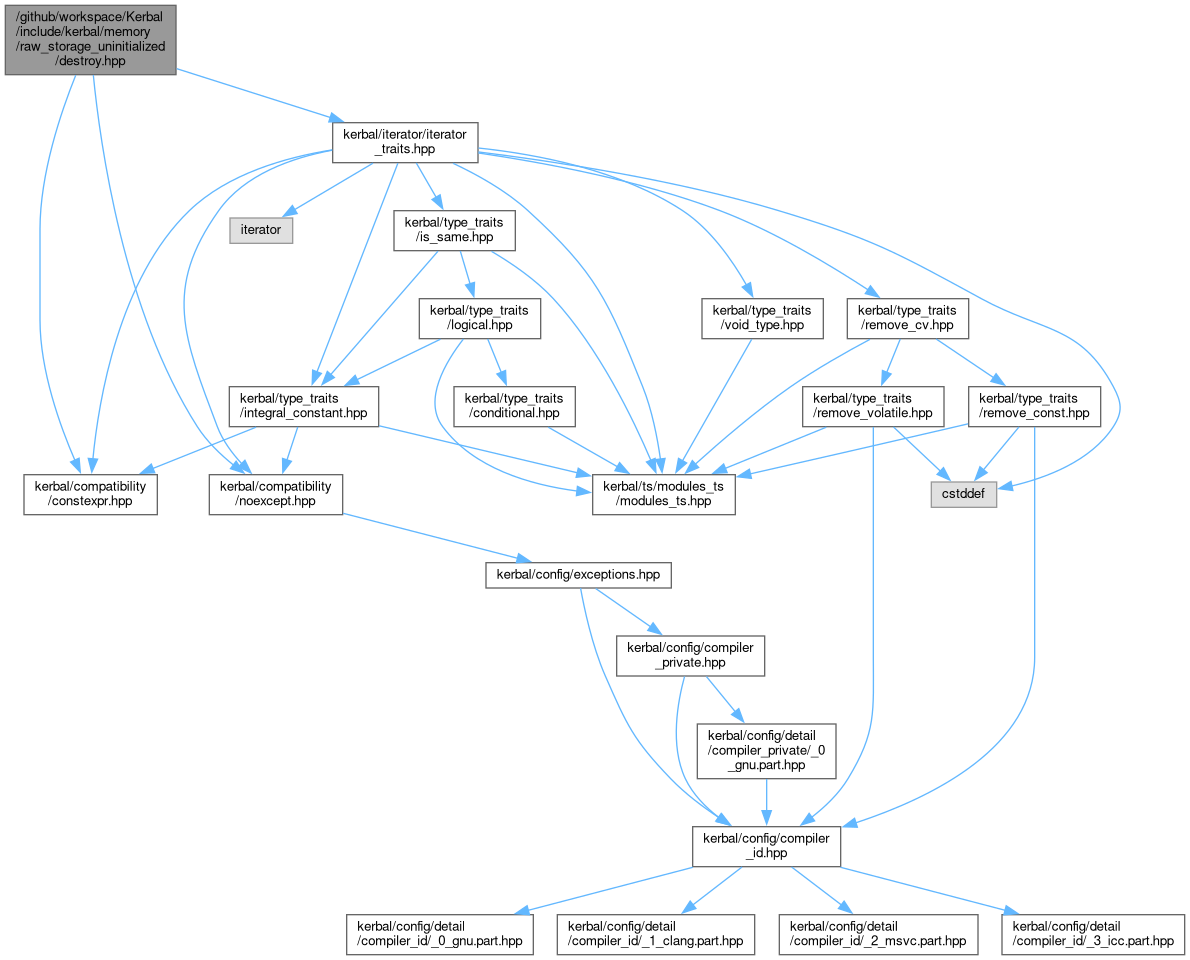 /github/workspace/Kerbal
/include/kerbal/memory
/raw_storage_uninitialized
/destroy.hpp
kerbal/iterator/iterator
_traits.hpp
iterator
kerbal/type_traits
/is_same.hpp
kerbal/type_traits
/logical.hpp
kerbal/type_traits
/void_type.hpp
kerbal/type_traits
/remove_cv.hpp
kerbal/type_traits
/integral_constant.hpp
kerbal/type_traits
/conditional.hpp
kerbal/type_traits
/remove_volatile.hpp
kerbal/type_traits
/remove_const.hpp
kerbal/compatibility
/constexpr.hpp
kerbal/compatibility
/noexcept.hpp
kerbal/ts/modules_ts
/modules_ts.hpp
cstddef
kerbal/config/exceptions.hpp
kerbal/config/compiler
_private.hpp
kerbal/config/detail
/compiler_private/_0
_gnu.part.hpp
kerbal/config/compiler
_id.hpp
kerbal/config/detail
/compiler_id/_0_gnu.part.hpp
kerbal/config/detail
/compiler_id/_1_clang.part.hpp
kerbal/config/detail
/compiler_id/_2_msvc.part.hpp
kerbal/config/detail
/compiler_id/_3_icc.part.hpp